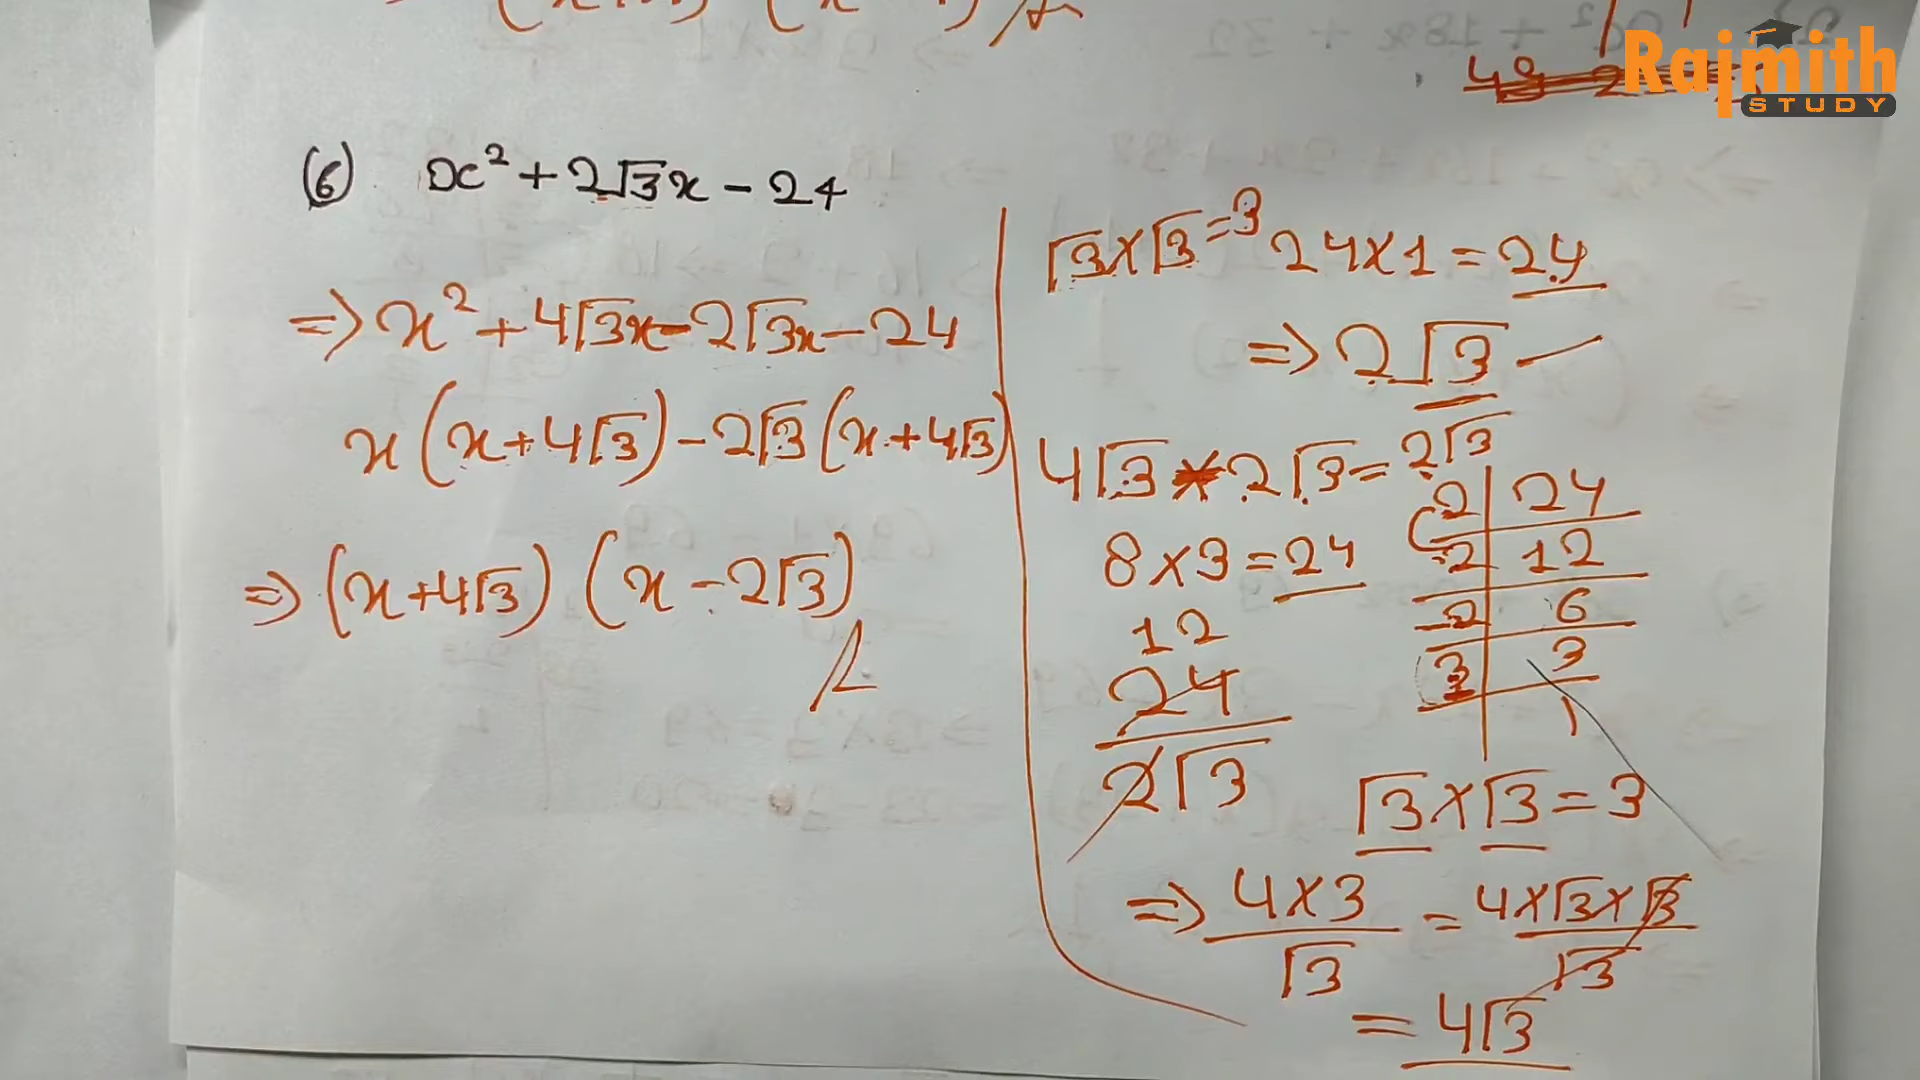 Rajmith
STUDY
(6) x² + 2√3x - 24
⇒ x² + 4√3x - 2√3x - 24
x(x+4√3) - 2√3(x+4√3)
⇒ (x+4√3) (x - 2√3)
√3×√3=3 24×1 = 24
⇒ 2√3
4√3 - 2√3 = 2√3
8×3 = 24
12
24
2√3
2 | 24
2 | 12
2 | 6
3 | 3
1
√3×√3 = 3
⇒ 4×3/√3 = 4×√3×√3/√3
= 4√3